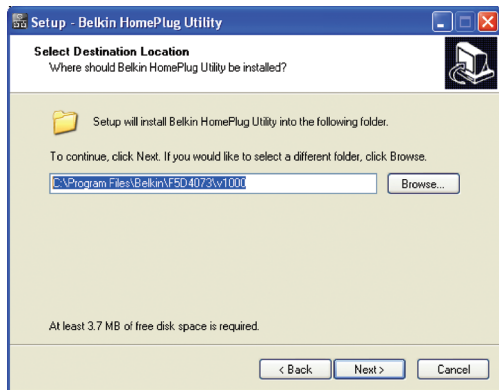 Setup - Belkin HomePlug Utility
Select Destination Location
Where should Belkin HomePlug Utility be installed?
Setup will install Belkin HomePlug Utility into the following folder.
To continue, click Next. If you would like to select a different folder, click Browse.
C:\Program Files\Belkin\F5D4073\v1000
Browse...
At least 3.7 MB of free disk space is required.
< Back
Next >
Cancel